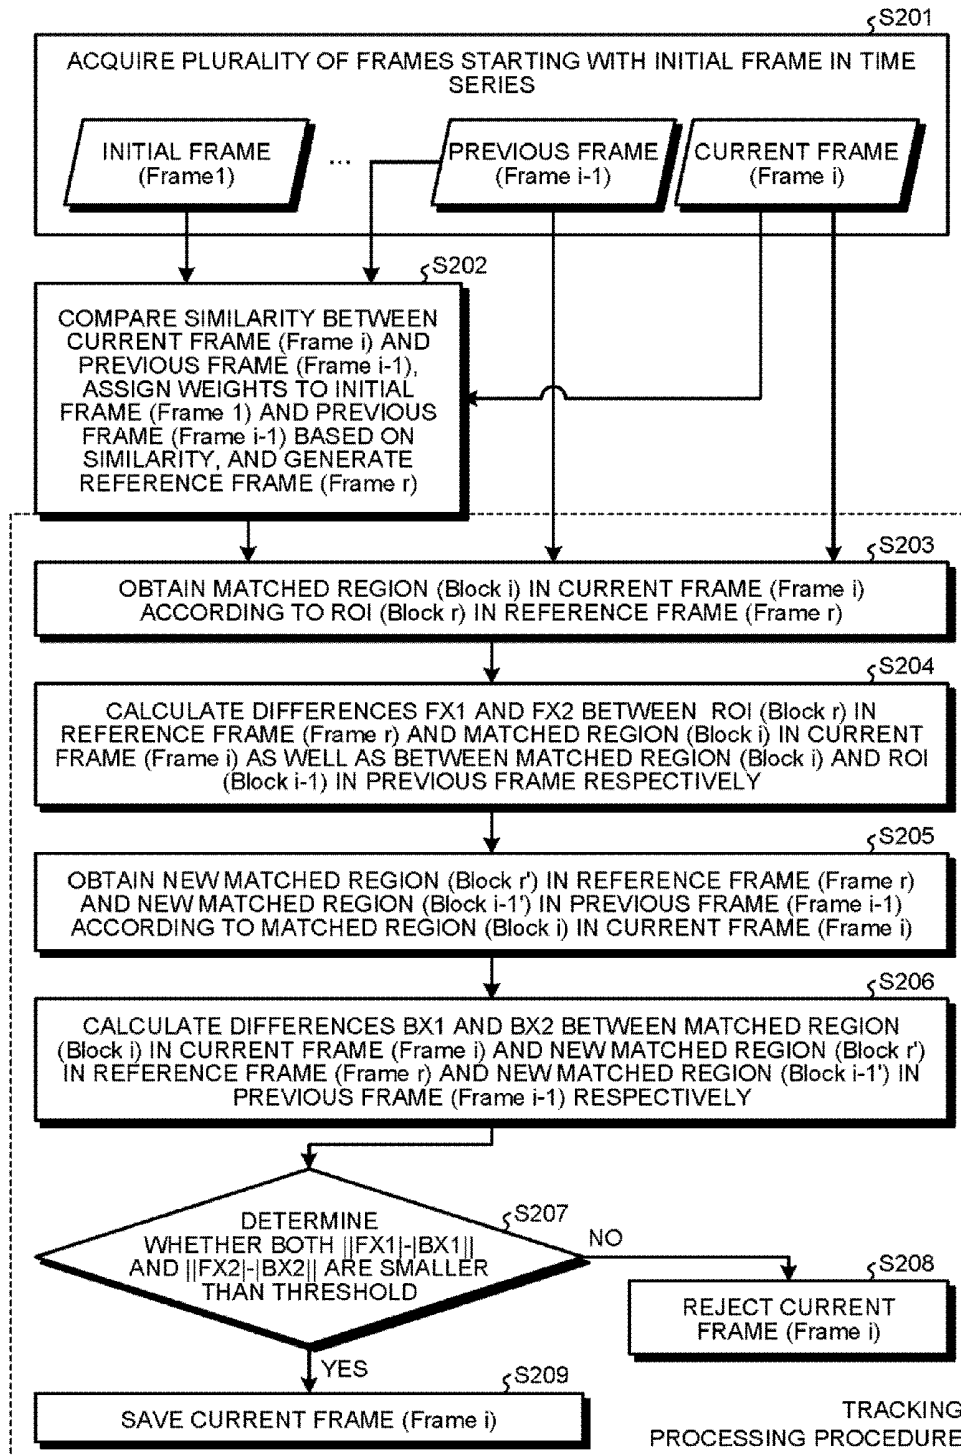 S201
ACQUIRE PLURALITY OF FRAMES STARTING WITH INITIAL FRAME IN TIME
SERIES
INITIAL FRAME
(Frame1)
...
PREVIOUS FRAME
(Frame i-1)
CURRENT FRAME
(Frame i)
S202
COMPARE SIMILARITY BETWEEN
CURRENT FRAME (Frame i) AND
PREVIOUS FRAME (Frame i-1),
ASSIGN WEIGHTS TO INITIAL
FRAME (Frame 1) AND PREVIOUS
FRAME (Frame i-1) BASED ON
SIMILARITY, AND GENERATE
REFERENCE FRAME (Frame r)
S203
OBTAIN MATCHED REGION (Block i) IN CURRENT FRAME (Frame i)
ACCORDING TO ROI (Block r) IN REFERENCE FRAME (Frame r)
S204
CALCULATE DIFFERENCES FX1 AND FX2 BETWEEN ROI (Block r) IN
REFERENCE FRAME (Frame r) AND MATCHED REGION (Block i) IN CURRENT
FRAME (Frame i) AS WELL AS BETWEEN MATCHED REGION (Block i) AND ROI
(Block i-1) IN PREVIOUS FRAME RESPECTIVELY
S205
OBTAIN NEW MATCHED REGION (Block r') IN REFERENCE FRAME (Frame r)
AND NEW MATCHED REGION (Block i-1') IN PREVIOUS FRAME (Frame i-1)
ACCORDING TO MATCHED REGION (Block i) IN CURRENT FRAME (Frame i)
S206
CALCULATE DIFFERENCES BX1 AND BX2 BETWEEN MATCHED REGION
(Block i) IN CURRENT FRAME (Frame i) AND NEW MATCHED REGION (Block r')
IN REFERENCE FRAME (Frame r) AND NEW MATCHED REGION (Block i-1') IN
PREVIOUS FRAME (Frame i-1) RESPECTIVELY
S207
DETERMINE
WHETHER BOTH ||FX1|-|BX1||
AND ||FX2|-|BX2|| ARE SMALLER
THAN THRESHOLD
NO
S208
REJECT CURRENT
FRAME (Frame i)
YES
S209
SAVE CURRENT FRAME (Frame i)
TRACKING
PROCESSING PROCEDURE